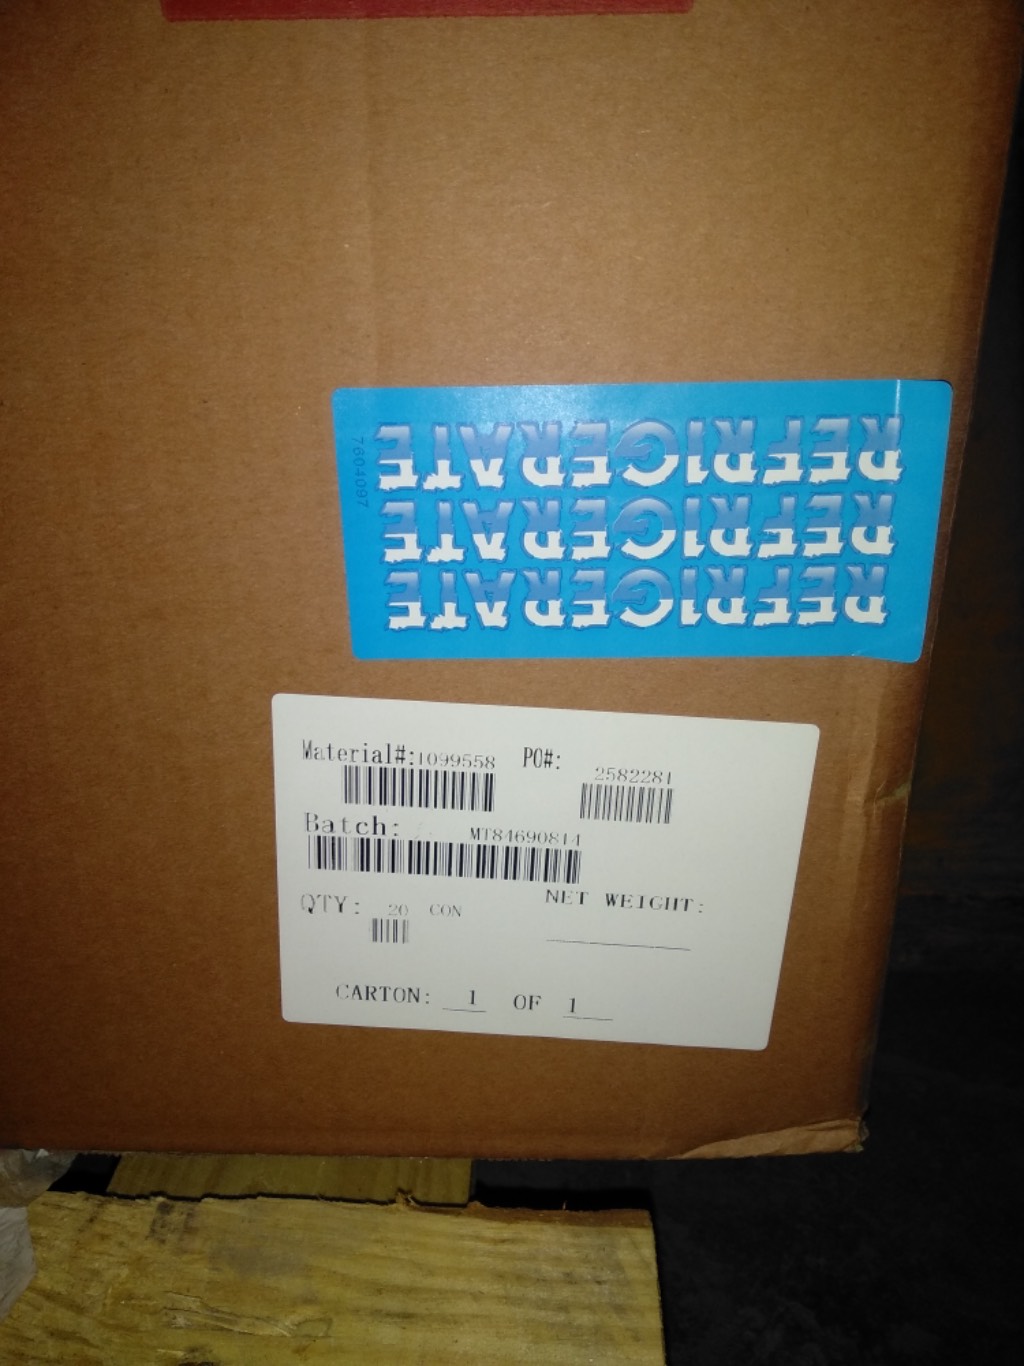 7604097
REFRIGERATE
REFRIGERATE
REFRIGERATE
Material#:1099558 PO#: 2582281
Batch: MT84690814
QTY: 20 CON NET WEIGHT:
CARTON: 1 OF 1